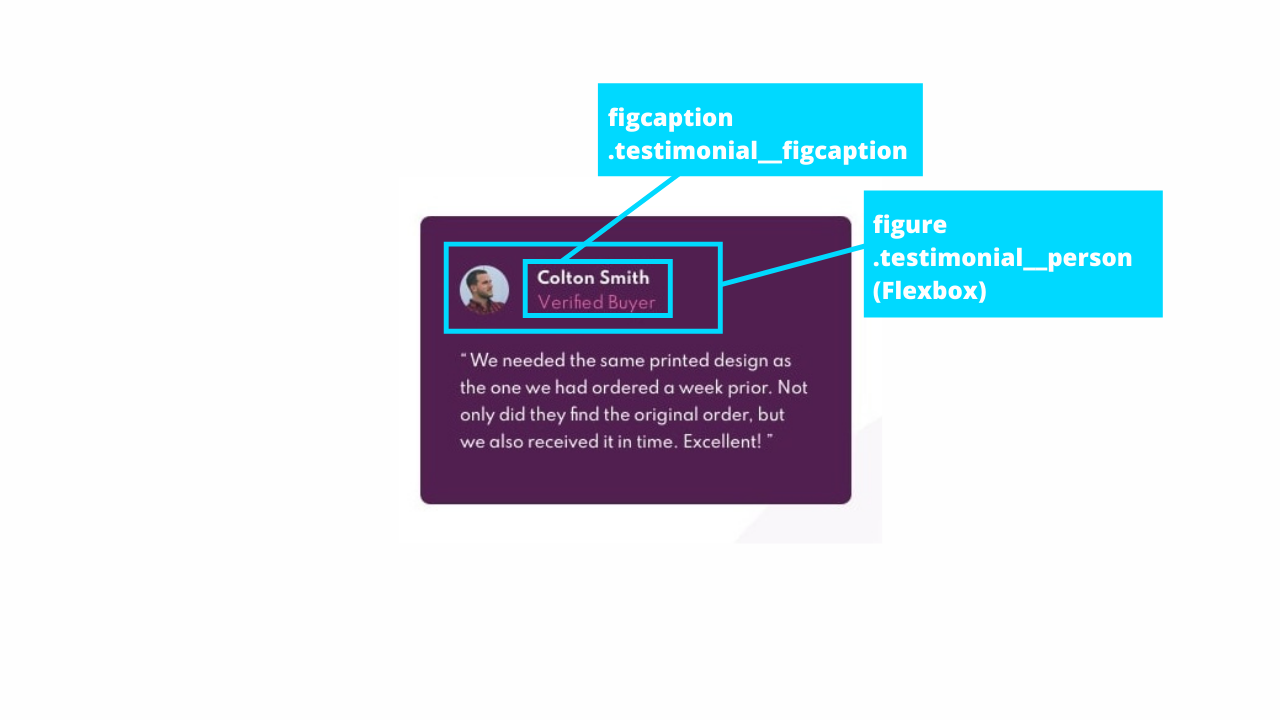 figcaption
.testimonial__figcaption
figure
.testimonial__person
(Flexbox)
Colton Smith
Verified Buyer
“ We needed the same printed design as
the one we had ordered a week prior. Not
only did they find the original order, but
we also received it in time. Excellent! ”